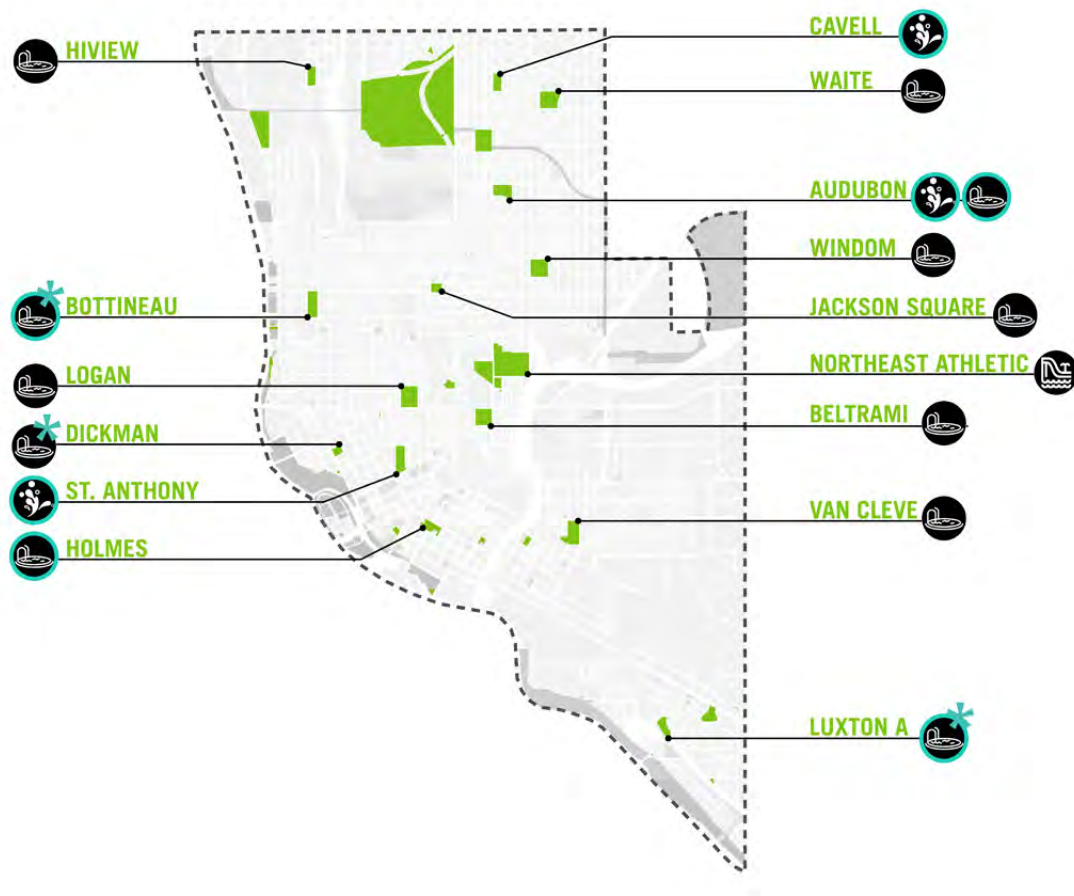 HIVIEW
BOTTINEAU
LOGAN
DICKMAN
ST. ANTHONY
HOLMES
CAVELL
WAITE
AUDUBON
WINDOM
JACKSON SQUARE
NORTHEAST ATHLETIC
BELTRAMI
VAN CLEVE
LUXTON A